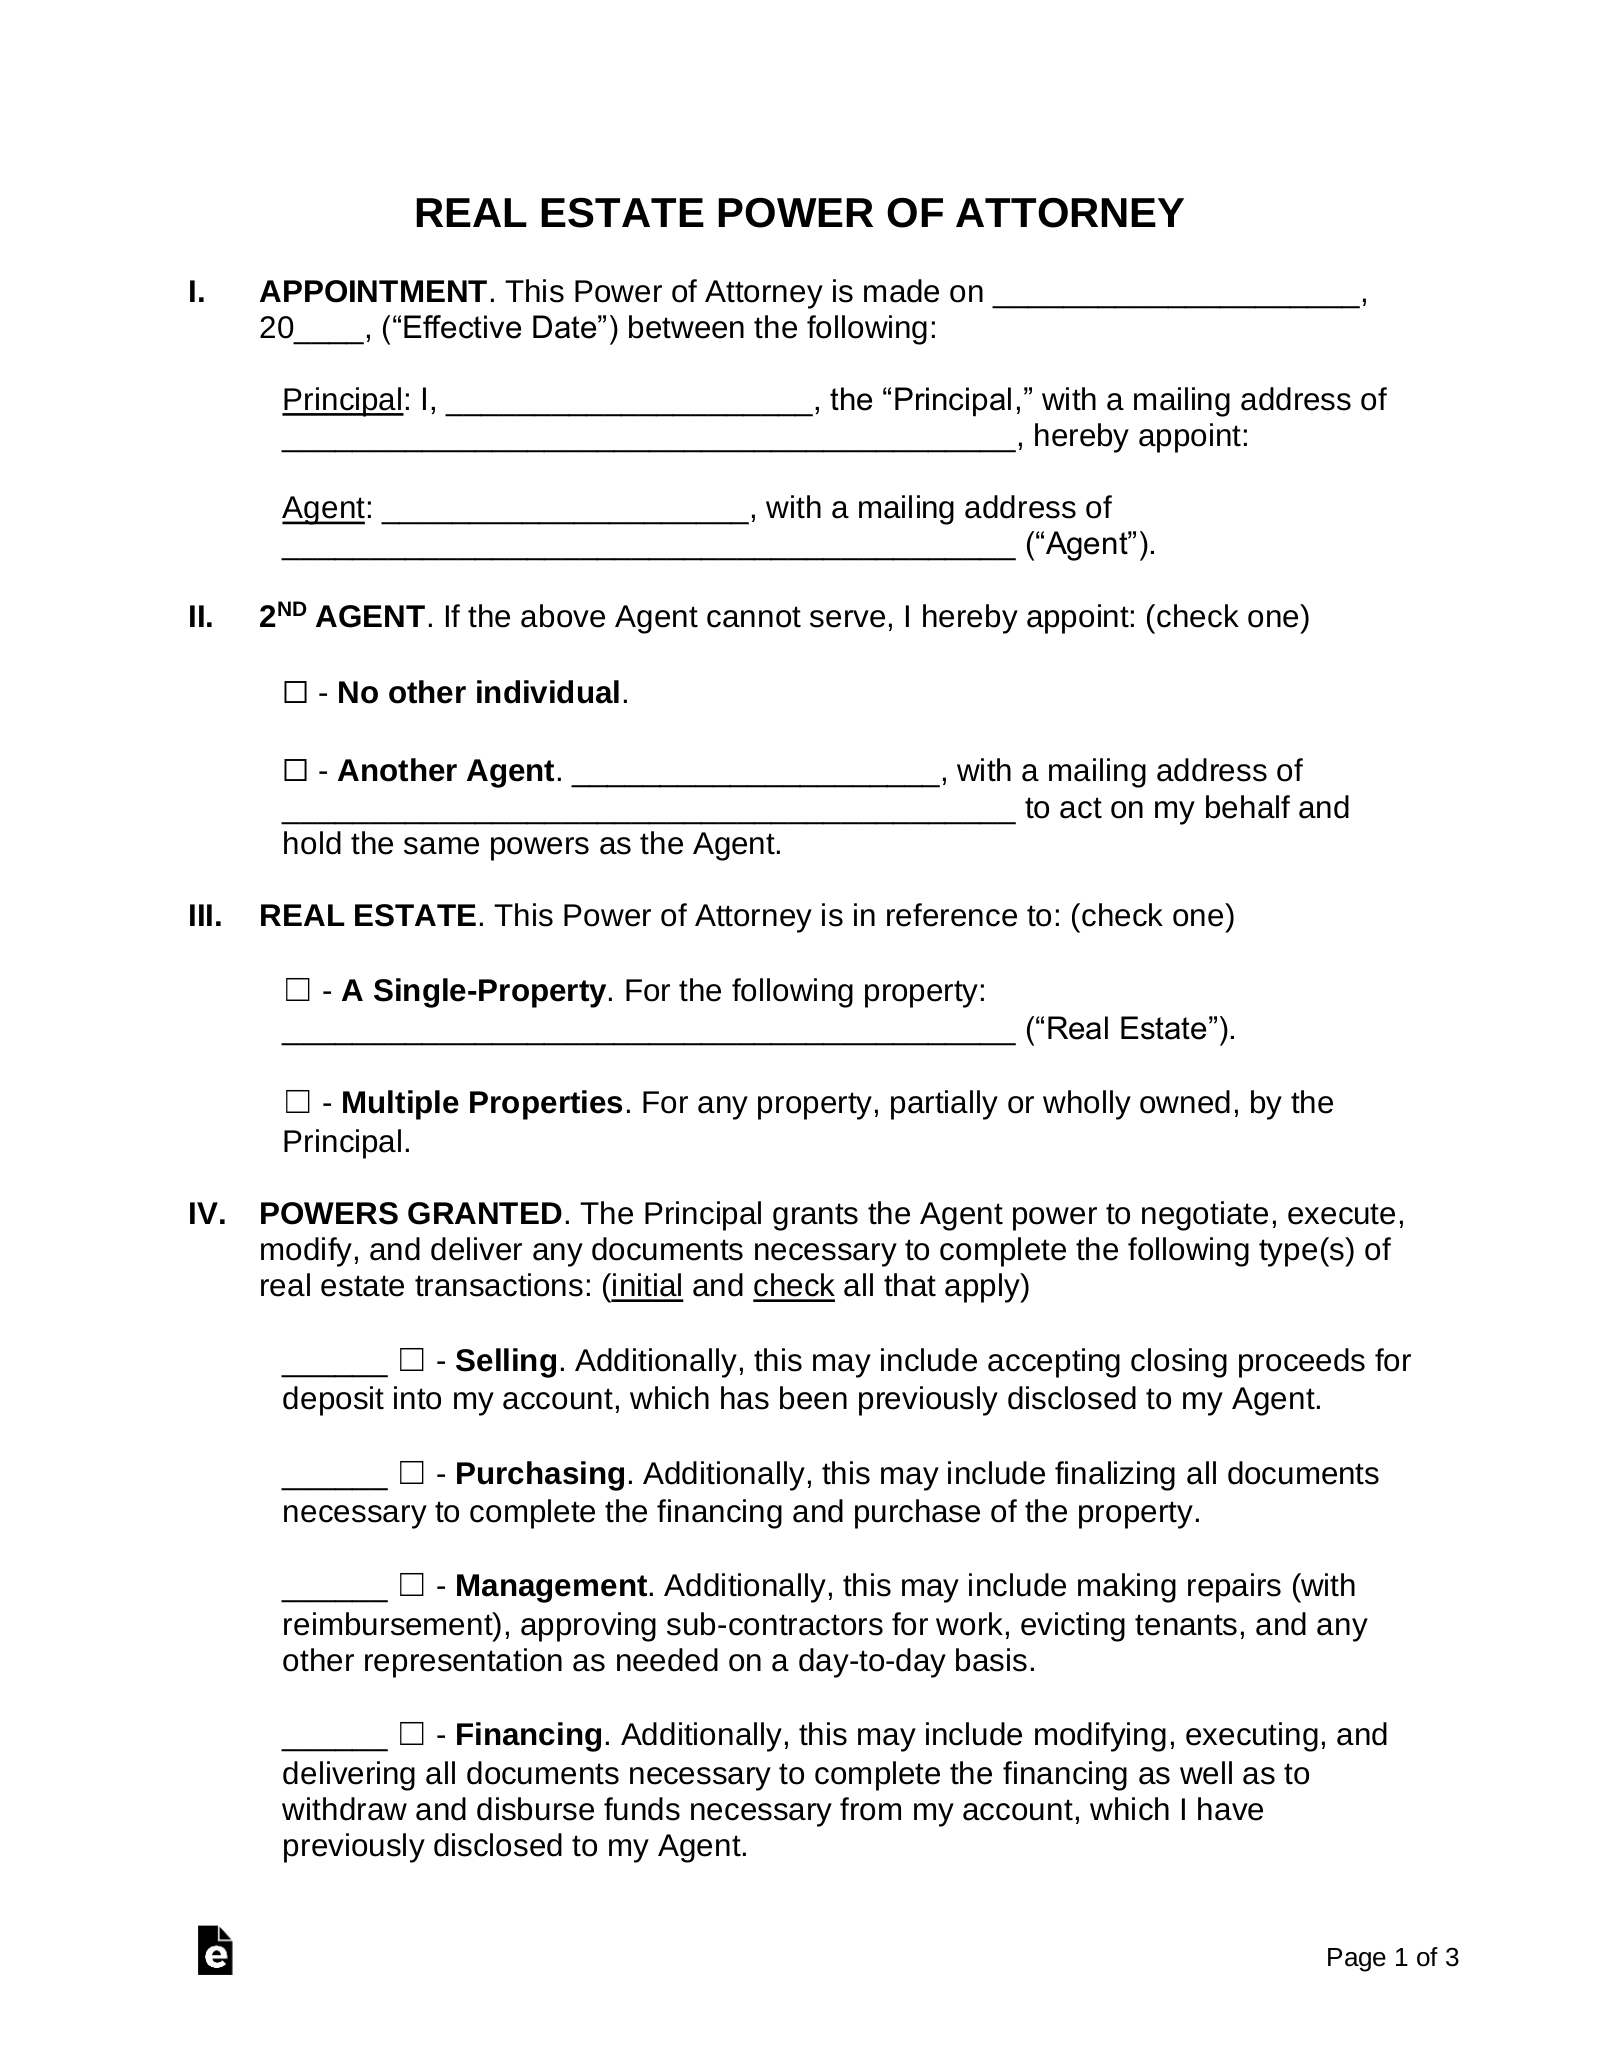 REAL ESTATE POWER OF ATTORNEY
I. APPOINTMENT. This Power of Attorney is made on _____________________,
20____, (“Effective Date”) between the following:
Principal: I, _____________________, the “Principal,” with a mailing address of
__________________________________________, hereby appoint:
Agent: _____________________, with a mailing address of
__________________________________________ (“Agent”).
II. 2ND AGENT. If the above Agent cannot serve, I hereby appoint: (check one)
☐ - No other individual.
☐ - Another Agent. _____________________, with a mailing address of
__________________________________________ to act on my behalf and
hold the same powers as the Agent.
III. REAL ESTATE. This Power of Attorney is in reference to: (check one)
☐ - A Single-Property. For the following property:
__________________________________________ (“Real Estate”).
☐ - Multiple Properties. For any property, partially or wholly owned, by the
Principal.
IV. POWERS GRANTED. The Principal grants the Agent power to negotiate, execute,
modify, and deliver any documents necessary to complete the following type(s) of
real estate transactions: (initial and check all that apply)
______ ☐ - Selling. Additionally, this may include accepting closing proceeds for
deposit into my account, which has been previously disclosed to my Agent.
______ ☐ - Purchasing. Additionally, this may include finalizing all documents
necessary to complete the financing and purchase of the property.
______ ☐ - Management. Additionally, this may include making repairs (with
reimbursement), approving sub-contractors for work, evicting tenants, and any
other representation as needed on a day-to-day basis.
______ ☐ - Financing. Additionally, this may include modifying, executing, and
delivering all documents necessary to complete the financing as well as to
withdraw and disburse funds necessary from my account, which I have
previously disclosed to my Agent.
e
Page 1 of 3